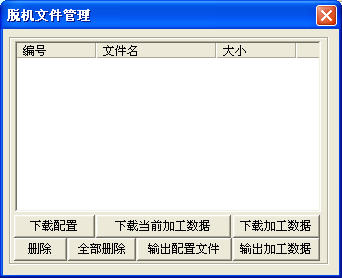 脱机文件管理
编号 文件名 大小
下载配置 下载当前加工数据 下载加工数据
删除 全部删除 输出配置文件 输出加工数据